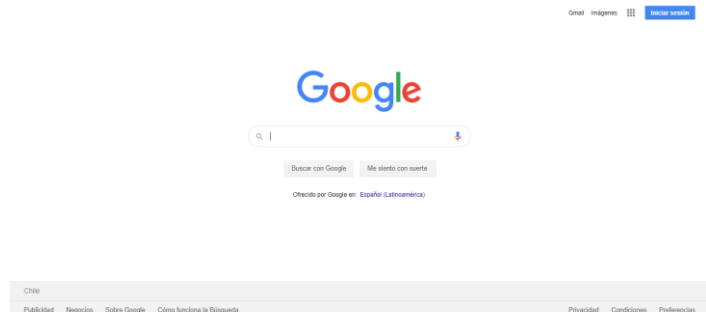 Gmail Imágenes Iniciar sesión
Google
Buscar con Google Me siento con suerte
Ofrecido por Google en: Español (Latinoamérica)
Chile
Publicidad Negocios Sobre Google Cómo funciona la Búsqueda Privacidad Condiciones Preferencias